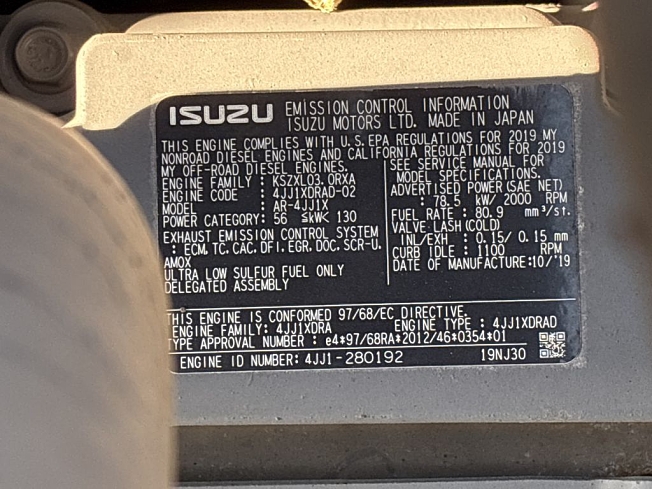 ISUZU EMISSION CONTROL INFORMATION
ISUZU MOTORS LTD. MADE IN JAPAN
THIS ENGINE COMPLIES WITH U.S.EPA REGULATIONS FOR 2019 MY
NONROAD DIESEL ENGINES AND CALIFORNIA REGULATIONS FOR 2019
MY OFF-ROAD DIESEL ENGINES.
ENGINE FAMILY : KSZXL03.0RXA
ENGINE CODE : 4JJ1XDRAD-02
MODEL : AR-4JJ1X
POWER CATEGORY: 56 ≦kW< 130
EXHAUST EMISSION CONTROL SYSTEM
: ECM, TC, CAC, DFI, EGR, DOC, SCR-U,
AMOX
ULTRA LOW SULFUR FUEL ONLY
DELEGATED ASSEMBLY
SEE SERVICE MANUAL FOR
MODEL SPECIFICATIONS.
ADVERTISED POWER(SAE NET)
: 78.5 kW/ 2000 RPM
FUEL RATE : 80.9 mm³/st.
VALVE LASH(COLD)
INL/EXH : 0.15/ 0.15 mm
CURB IDLE : 1100 RPM
DATE OF MANUFACTURE:10/'19
THIS ENGINE IS CONFORMED 97/68/EC DIRECTIVE.
ENGINE FAMILY: 4JJ1XDRA ENGINE TYPE : 4JJ1XDRAD
TYPE APPROVAL NUMBER : e4*97/68RA*2012/46*0354*01
ENGINE ID NUMBER: 4JJ1-280192 19NJ30